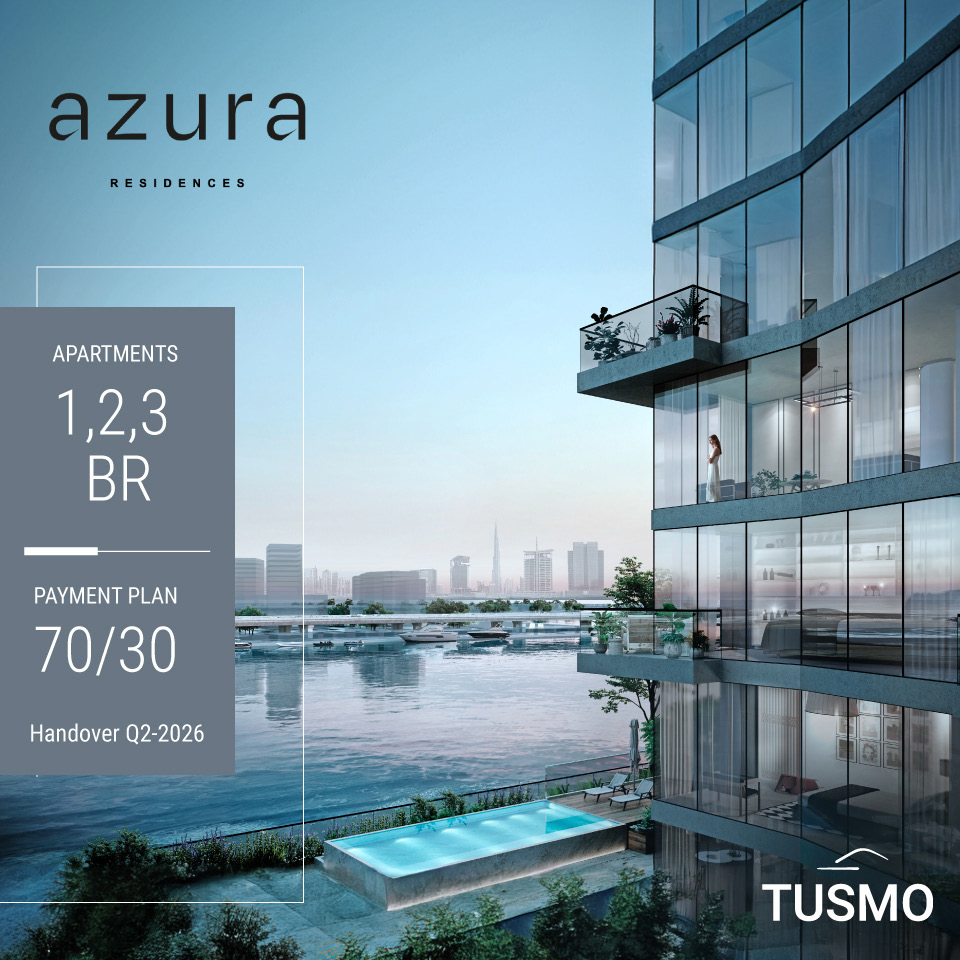 azura
RESIDENCES
APARTMENTS
1,2,3
BR
PAYMENT PLAN
70/30
Handover Q2-2026
TUSMO